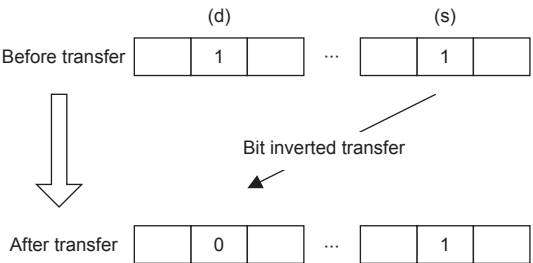 (d) (s)
Before transfer 1 ... 1
Bit inverted transfer
After transfer 0 ... 1